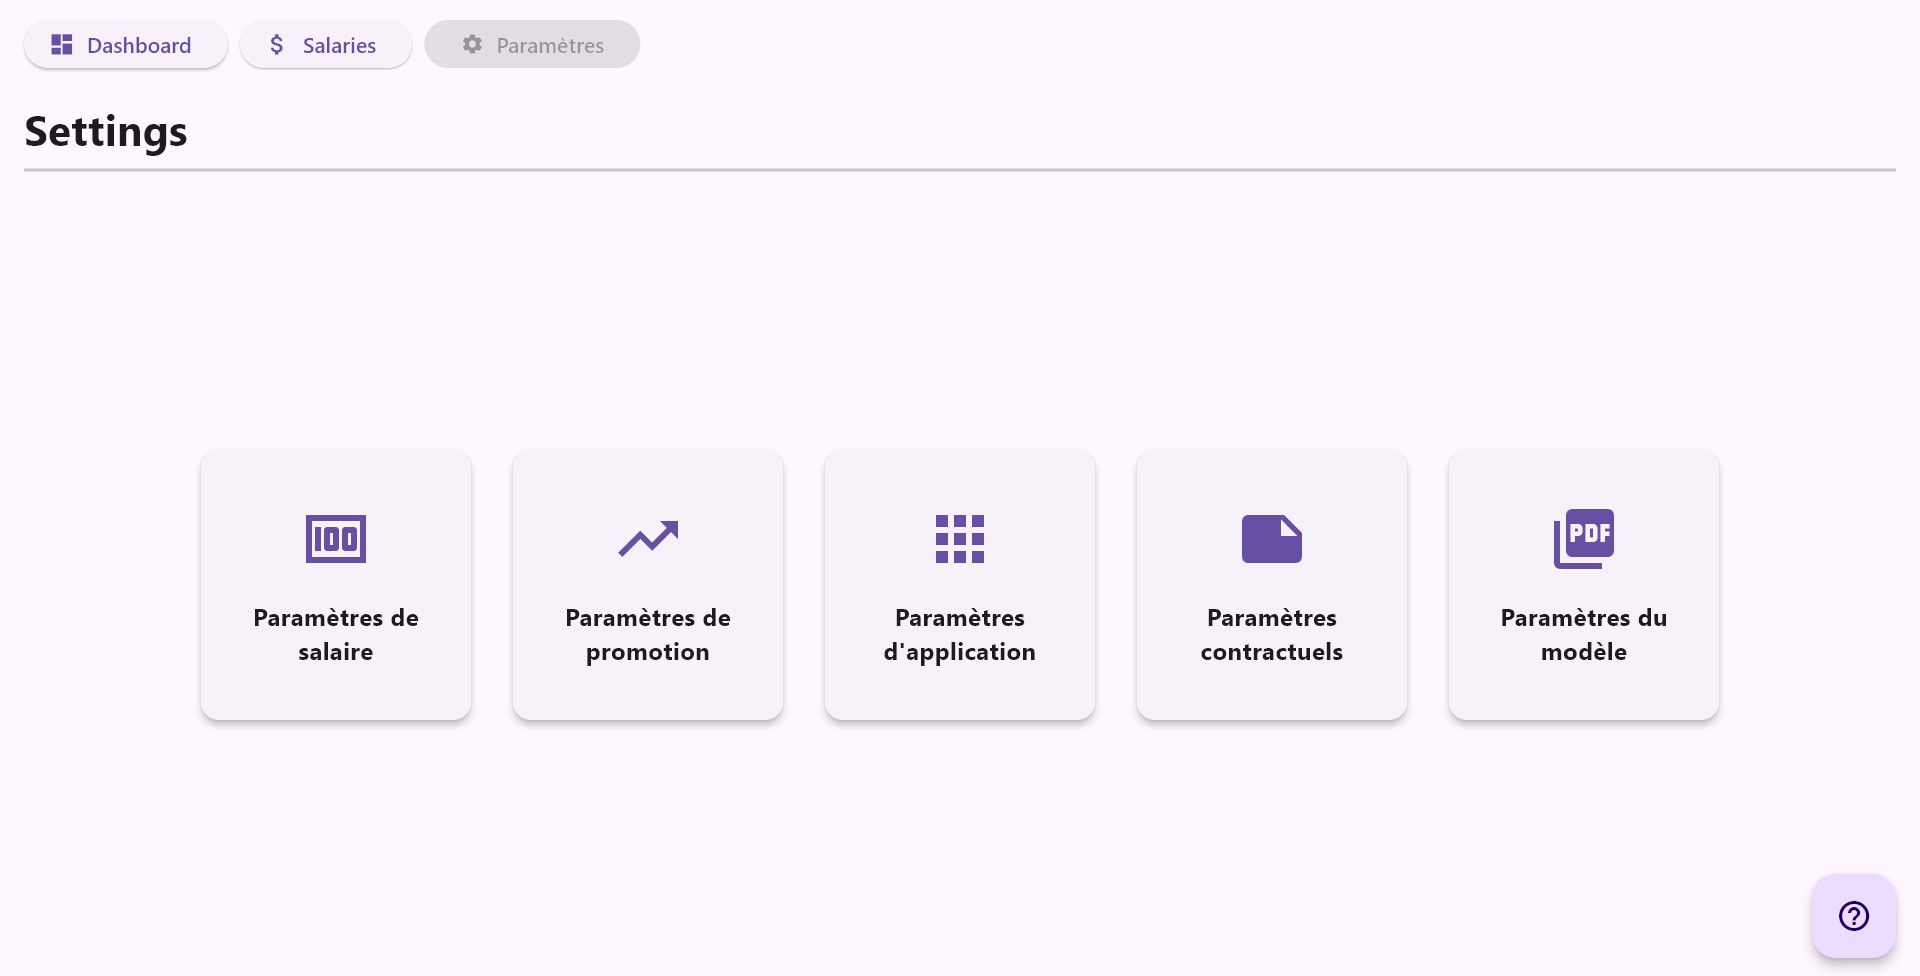 Dashboard
Salaries
Paramètres
Settings
100
Paramètres de
salaire
Paramètres de
promotion
Paramètres
d'application
Paramètres
contractuels
PDF
Paramètres du
modèle
?